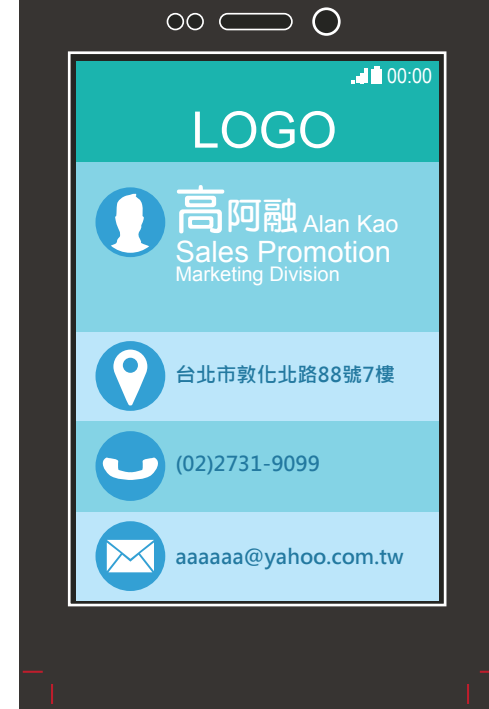 00:00
LOGO
高阿融 Alan Kao
Sales Promotion
Marketing Division
台北市敦化北路88號7樓
(02)2731-9099
aaaaaa@yahoo.com.tw